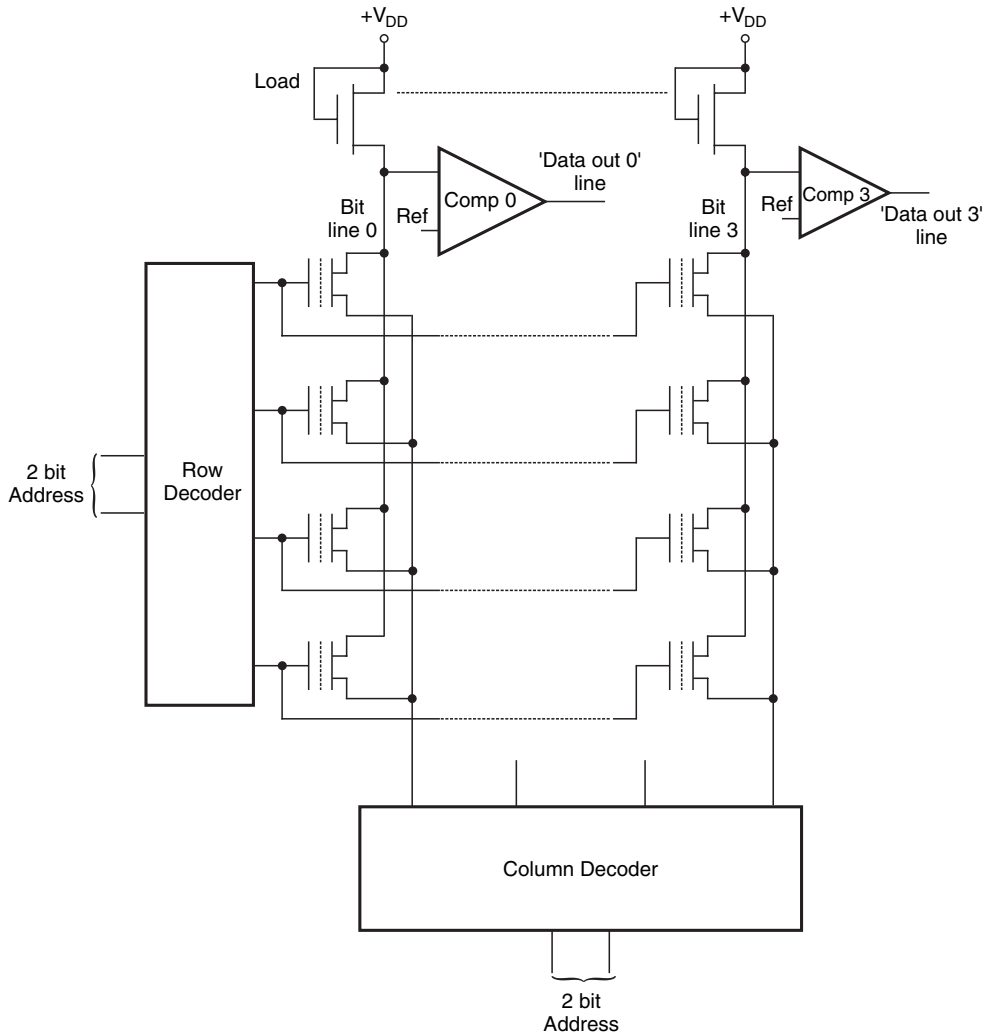 +VDD
+VDD
Load
'Data out 0'
line
Comp 0
Ref
Bit
line 0
Comp 3
Ref
Bit
line 3
'Data out 3'
line
2 bit
Address
Row
Decoder
Column Decoder
2 bit
Address